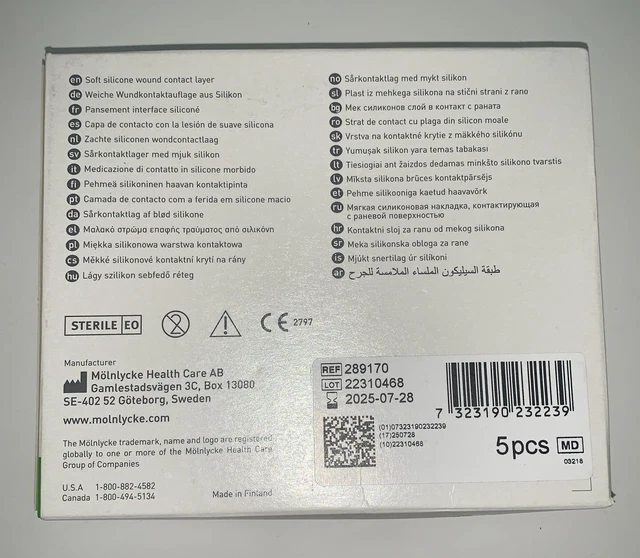 en Soft silicone wound contact layer
de Weiche Wundkontaktauflage aus Silikon
fr Pansement interface siliconé
es Capa de contacto con la lesión de suave silicona
nl Zachte siliconen wondcontactlaag
sv Sårkontaktlager med mjuk silikon
it Medicazione di contatto in silicone morbido
fi Pehmeä silikoninen haavan kontaktipinta
pt Camada de contacto com a ferida em silicone macio
da Sårkontaktlag af blød silikone
el Μαλακό στρώμα επαφής τραύματος από σιλικόνη
pl Miękka silikonowa warstwa kontaktowa
cs Měkké silikonové kontaktní krytí na rány
hu Lágy szilikon sebfedő réteg
no Sårkontaktlag med mykt silikon
sl Plast iz mehkega silikona na stični strani z rano
bg Мек силиконов слой в контакт с раната
ro Strat de contact cu plaga din silicon moale
sk Vrstva na kontaktné krytie z mäkkého silikónu
tr Yumuşak silikon yara temas tabakası
lt Tiesiogiai ant žaizdos dedamas minkšto silikono tvarstis
lv Mīksta silikona brūces kontaktpārsējs
et Pehme silikooniga kaetud haavavõrk
ru Мягкая силиконовая накладка, контактирующая
с раневой поверхностью
hr Kontaktni sloj za ranu od mekog silikona
sr Meka silikonska obloga za rane
is Mjúkt snertilag úr sílikoni
ar طبقة السيليكون الملساء الملامسة للجرح
STERILE EO
2
CE 2797
Manufacturer
Mölnlycke Health Care AB
Gamlestadsvägen 3C, Box 13080
SE-402 52 Göteborg, Sweden
www.molnlycke.com
The Mölnlycke trademark, name and logo are registered
globally to one or more of the Mölnlycke Health Care
Group of Companies
U.S.A 1-800-882-4582
Canada 1-800-494-5134
Made in Finland
REF 289170
LOT 22310468
2025-07-28
7 323190 232239
(01)07323190232239
(17)250728
(10)22310468
5pcs MD
03218